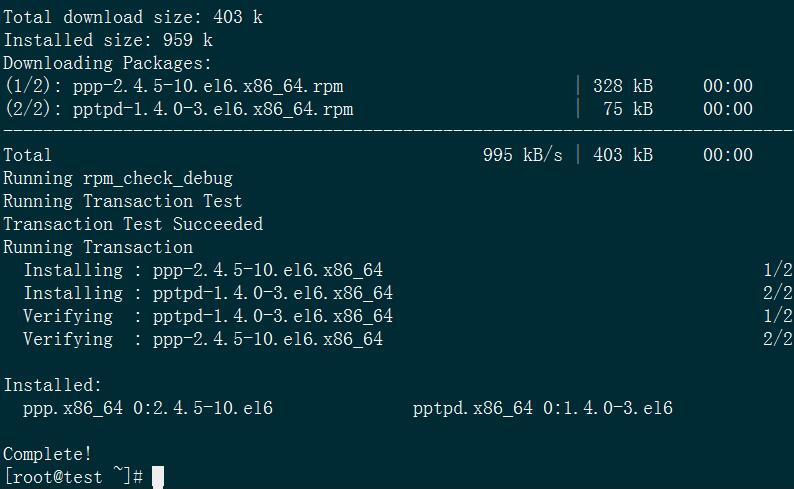 Total download size: 403 k
Installed size: 959 k
Downloading Packages:
(1/2): ppp-2.4.5-10.el6.x86_64.rpm | 328 kB 00:00
(2/2): pptpd-1.4.0-3.el6.x86_64.rpm | 75 kB 00:00
--------------------------------------------------------------------------------
Total 995 kB/s | 403 kB 00:00
Running rpm_check_debug
Running Transaction Test
Transaction Test Succeeded
Running Transaction
  Installing : ppp-2.4.5-10.el6.x86_64 1/2
  Installing : pptpd-1.4.0-3.el6.x86_64 2/2
  Verifying  : pptpd-1.4.0-3.el6.x86_64 1/2
  Verifying  : ppp-2.4.5-10.el6.x86_64 2/2
Installed:
  ppp.x86_64 0:2.4.5-10.el6 pptpd.x86_64 0:1.4.0-3.el6
Complete!
[root@test ~]#